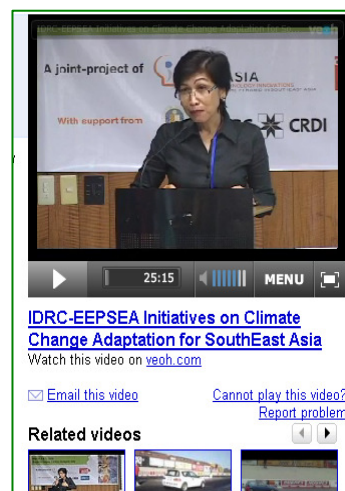 IDRC-EEPSEA Initiatives on Climate Change Adaptation for So
veoh
A joint-project of
ASIA
With support from
CRDI
25:15
MENU
IDRC-EEPSEA Initiatives on Climate
Change Adaptation for SouthEast Asia
Watch this video on veoh.com
Email this video
Cannot play this video?
Report problem
Related videos